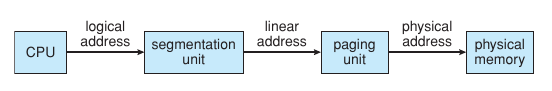 logical
address
linear
address
physical
address
CPU
segmentation
unit
paging
unit
physical
memory